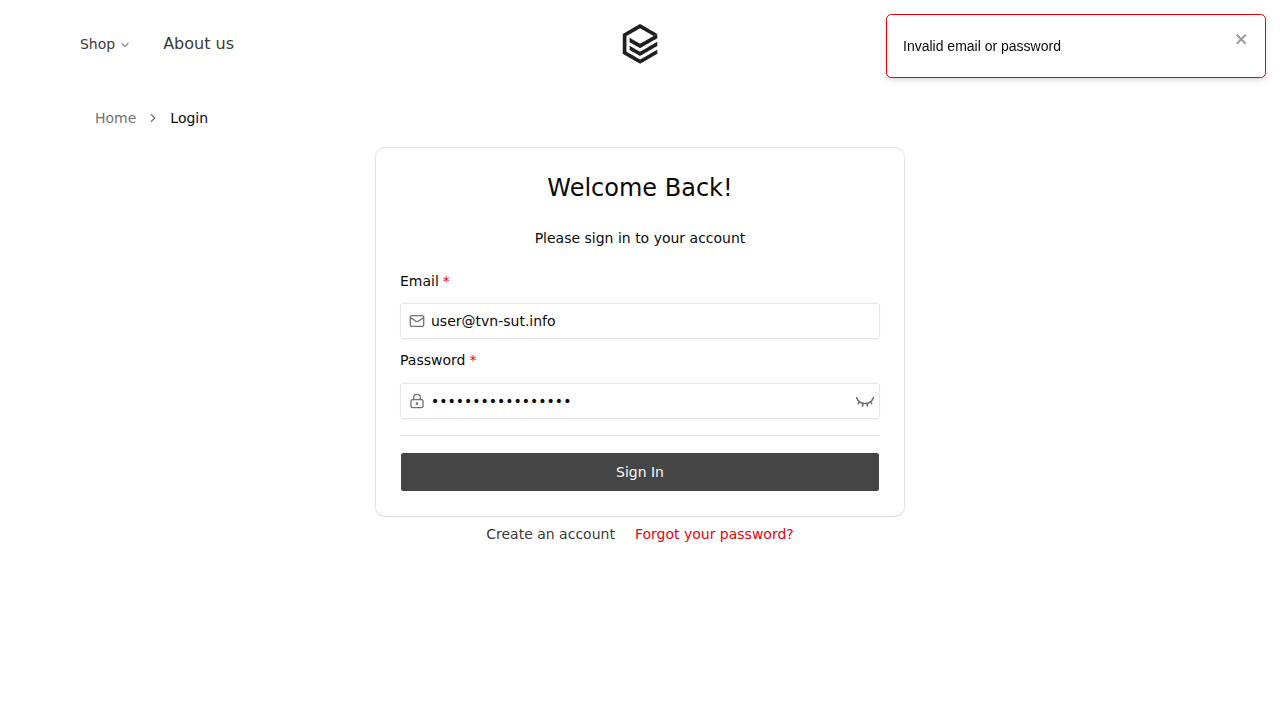 Shop
About us
Invalid email or password
Home
Login
Welcome Back!
Please sign in to your account
Email *
user@tvn-sut.info
Password *
•••••••••••••••••
Sign In
Create an account
Forgot your password?